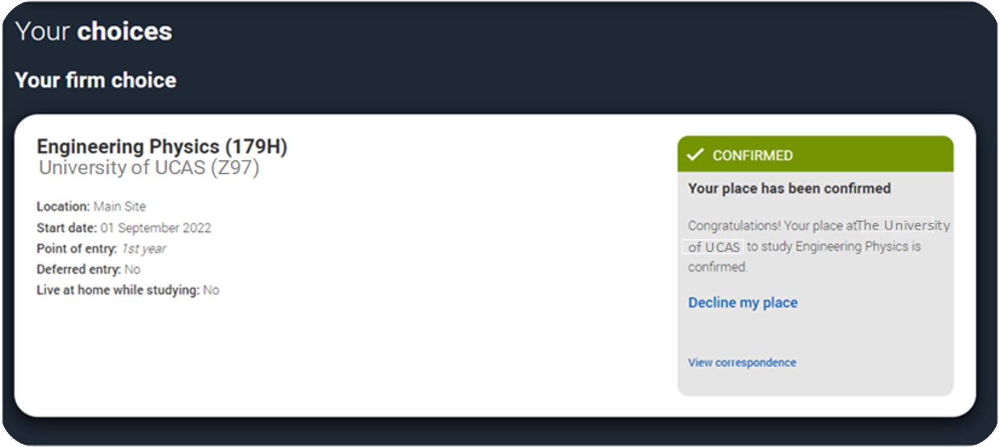 Your choices
Your firm choice
Engineering Physics (179H)
University of UCAS (Z97)
Location: Main Site
Start date: 01 September 2022
Point of entry: 1st year
Deferred entry: No
Live at home while studying: No
CONFIRMED
Your place has been confirmed
Congratulations! Your place atThe University
of UCAS to study Engineering Physics is
confirmed.
Decline my place
View correspondence